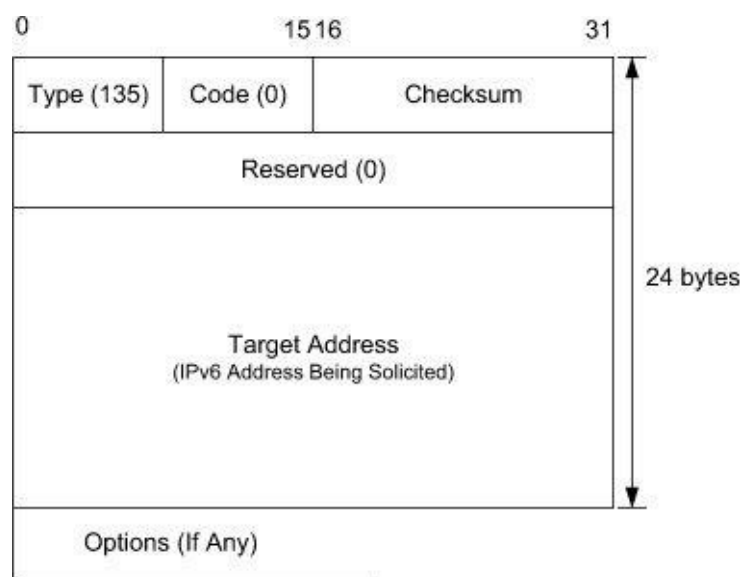 0 15 16 31
Type (135) Code (0) Checksum
Reserved (0)
24 bytes
Target Address
(IPv6 Address Being Solicited)
Options (If Any)